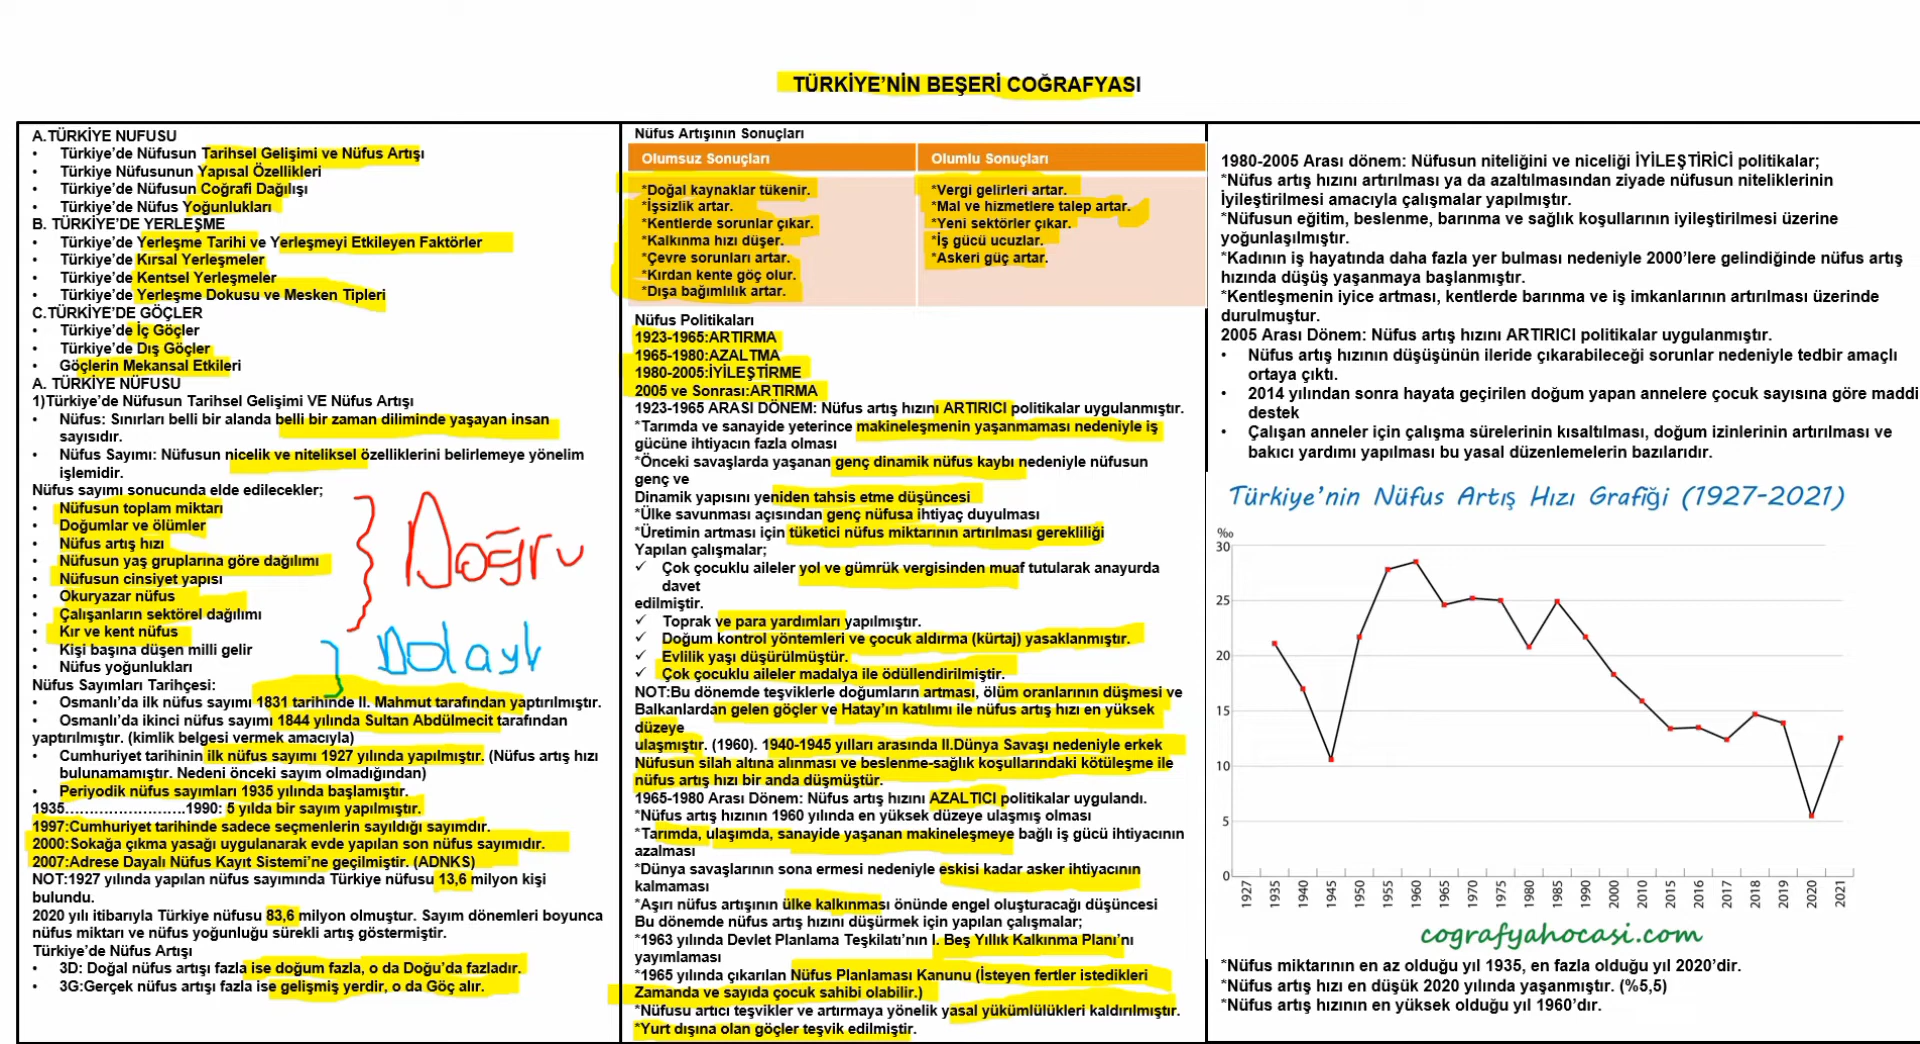 TÜRKİYE'NİN BEŞERİ COĞRAFYASI
A.TÜRKİYE NUFUSU
• Türkiye'de Nüfusun Tarihsel Gelişimi ve Nüfus Artışı
• Türkiye Nüfusunun Yapısal Özellikleri
• Türkiye'de Nüfusun Coğrafi Dağılışı
• Türkiye'de Nüfus Yoğunlukları
B. TÜRKİYE'DE YERLEŞME
• Türkiye'de Yerleşme Tarihi ve Yerleşmeyi Etkileyen Faktörler
• Türkiye'de Kırsal Yerleşmeler
• Türkiye'de Kentsel Yerleşmeler
• Türkiye'de Yerleşme Dokusu ve Mesken Tipleri
C.TÜRKİYE'DE GÖÇLER
• Türkiye'de İç Göçler
• Türkiye'de Dış Göçler
• Göçlerin Mekansal Etkileri
A. TÜRKİYE NÜFUSU
1)Türkiye'de Nüfusun Tarihsel Gelişimi VE Nüfus Artışı
• Nüfus: Sınırları belli bir alanda belli bir zaman diliminde yaşayan insan
sayısıdır.
• Nüfus Sayımı: Nüfusun nicelik ve niteliksel özelliklerini belirlemeye yönelim
işlemidir.
Nüfus sayımı sonucunda elde edilecekler;
• Nüfusun toplam miktarı
• Doğumlar ve ölümler
• Nüfus artış hızı
• Nüfusun yaş gruplarına göre dağılımı
• Nüfusun cinsiyet yapısı
• Okuryazar nüfus
• Çalışanların sektörel dağılımı
• Kır ve kent nüfus
• Kişi başına düşen milli gelir
• Nüfus yoğunlukları
Doğru
Dolaylı
Nüfus Sayımları Tarihçesi:
• Osmanlı'da ilk nüfus sayımı 1831 tarihinde II. Mahmut tarafından yaptırılmıştır.
• Osmanlı'da ikinci nüfus sayımı 1844 yılında Sultan Abdülmecit tarafından
yaptırılmıştır. (kimlik belgesi vermek amacıyla)
• Cumhuriyet tarihinin ilk nüfus sayımı 1927 yılında yapılmıştır. (Nüfus artış hızı
bulunamamıştır. Nedeni önceki sayım olmadığından)
• Periyodik nüfus sayımları 1935 yılında başlamıştır.
1935........................1990: 5 yılda bir sayım yapılmıştır.
1997:Cumhuriyet tarihinde sadece seçmenlerin sayıldığı sayımdır.
2000:Sokağa çıkma yasağı uygulanarak evde yapılan son nüfus sayımıdır.
2007:Adrese Dayalı Nüfus Kayıt Sistemi'ne geçilmiştir. (ADNKS)
NOT:1927 yılında yapılan nüfus sayımında Türkiye nüfusu 13,6 milyon kişi
bulundu.
2020 yılı itibarıyla Türkiye nüfusu 83,6 milyon olmuştur. Sayım dönemleri boyunca
nüfus miktarı ve nüfus yoğunluğu sürekli artış göstermiştir.
Türkiye'de Nüfus Artışı
• 3D: Doğal nüfus artışı fazla ise doğum fazla, o da Doğu'da fazladır.
• 3G:Gerçek nüfus artışı fazla ise gelişmiş yerdir, o da Göç alır.
Nüfus Artışının Sonuçları
Olumsuz Sonuçları
*Doğal kaynaklar tükenir.
*İşsizlik artar.
*Kentlerde sorunlar çıkar.
*Kalkınma hızı düşer.
*Çevre sorunları artar.
*Kırdan kente göç olur.
*Dışa bağımlılık artar.
Olumlu Sonuçları
*Vergi gelirleri artar.
*Mal ve hizmetlere talep artar.
*Yeni sektörler çıkar.
*İş gücü ucuzlar.
*Askeri güç artar.
Nüfus Politikaları
1923-1965:ARTIRMA
1965-1980:AZALTMA
1980-2005:İYİLEŞTİRME
2005 ve Sonrası:ARTIRMA
1923-1965 ARASI DÖNEM: Nüfus artış hızını ARTIRICI politikalar uygulanmıştır.
*Tarımda ve sanayide yeterince makineleşmenin yaşanmaması nedeniyle iş
gücüne ihtiyacın fazla olması
*Önceki savaşlarda yaşanan genç dinamik nüfus kaybı nedeniyle nüfusun
genç ve
Dinamik yapısını yeniden tahsis etme düşüncesi
*Ülke savunması açısından genç nüfusa ihtiyaç duyulması
*Üretimin artması için tüketici nüfus miktarının artırılması gerekliliği
Yapılan çalışmalar;
✓ Çok çocuklu aileler yol ve gümrük vergisinden muaf tutularak anayurda
davet
edilmiştir.
✓ Toprak ve para yardımları yapılmıştır.
✓ Doğum kontrol yöntemleri ve çocuk aldırma (kürtaj) yasaklanmıştır.
✓ Evlilik yaşı düşürülmüştür.
✓ Çok çocuklu aileler madalya ile ödüllendirilmiştir.
NOT:Bu dönemde teşviklerle doğumların artması, ölüm oranlarının düşmesi ve
Balkanlardan gelen göçler ve Hatay'ın katılımı ile nüfus artış hızı en yüksek
düzeye
ulaşmıştır. (1960). 1940-1945 yılları arasında II.Dünya Savaşı nedeniyle erkek
Nüfusun silah altına alınması ve beslenme-sağlık koşullarındaki kötüleşme ile
nüfus artış hızı bir anda düşmüştür.
1965-1980 Arası Dönem: Nüfus artış hızını AZALTICI politikalar uygulandı.
*Nüfus artış hızının 1960 yılında en yüksek düzeye ulaşmış olması
*Tarımda, ulaşımda, sanayide yaşanan makineleşmeye bağlı iş gücü ihtiyacının
azalması
*Dünya savaşlarının sona ermesi nedeniyle eskisi kadar asker ihtiyacının
kalmaması
*Aşırı nüfus artışının ülke kalkınması önünde engel oluşturacağı düşüncesi
Bu dönemde nüfus artış hızını düşürmek için yapılan çalışmalar;
*1963 yılında Devlet Planlama Teşkilatı'nın I. Beş Yıllık Kalkınma Planı'nı
yayımlaması
*1965 yılında çıkarılan Nüfus Planlaması Kanunu (İsteyen fertler istedikleri
Zamanda ve sayıda çocuk sahibi olabilir.)
*Nüfusu artıcı teşvikler ve artırmaya yönelik yasal yükümlülükleri kaldırılmıştır.
*Yurt dışına olan göçler teşvik edilmiştir.
1980-2005 Arası dönem: Nüfusun niteliğini ve niceliği İYİLEŞTİRİCİ politikalar;
*Nüfus artış hızını artırılması ya da azaltılmasından ziyade nüfusun niteliklerinin
İyileştirilmesi amacıyla çalışmalar yapılmıştır.
*Nüfusun eğitim, beslenme, barınma ve sağlık koşullarının iyileştirilmesi üzerine
yoğunlaşılmıştır.
*Kadının iş hayatında daha fazla yer bulması nedeniyle 2000'lere gelindiğinde nüfus artış
hızında düşüş yaşanmaya başlanmıştır.
*Kentleşmenin iyice artması, kentlerde barınma ve iş imkanlarının artırılması üzerinde
durulmuştur.
2005 Arası Dönem: Nüfus artış hızını ARTIRICI politikalar uygulanmıştır.
• Nüfus artış hızının düşüşünün ileride çıkarabileceği sorunlar nedeniyle tedbir amaçlı
ortaya çıktı.
• 2014 yılından sonra hayata geçirilen doğum yapan annelere çocuk sayısına göre maddi
destek
• Çalışan anneler için çalışma sürelerinin kısaltılması, doğum izinlerinin artırılması ve
bakıcı yardımı yapılması bu yasal düzenlemelerin bazılarıdır.
Türkiye'nin Nüfus Artış Hızı Grafiği (1927-2021)
‰
30
25
20
15
10
5
0
1927 1935 1940 1945 1950 1955 1960 1965 1970 1975 1980 1985 1990 2000 2010 2015 2016 2017 2018 2019 2020 2021
cografyahocasi.com
*Nüfus miktarının en az olduğu yıl 1935, en fazla olduğu yıl 2020'dir.
*Nüfus artış hızı en düşük 2020 yılında yaşanmıştır. (%5,5)
*Nüfus artış hızının en yüksek olduğu yıl 1960'dır.